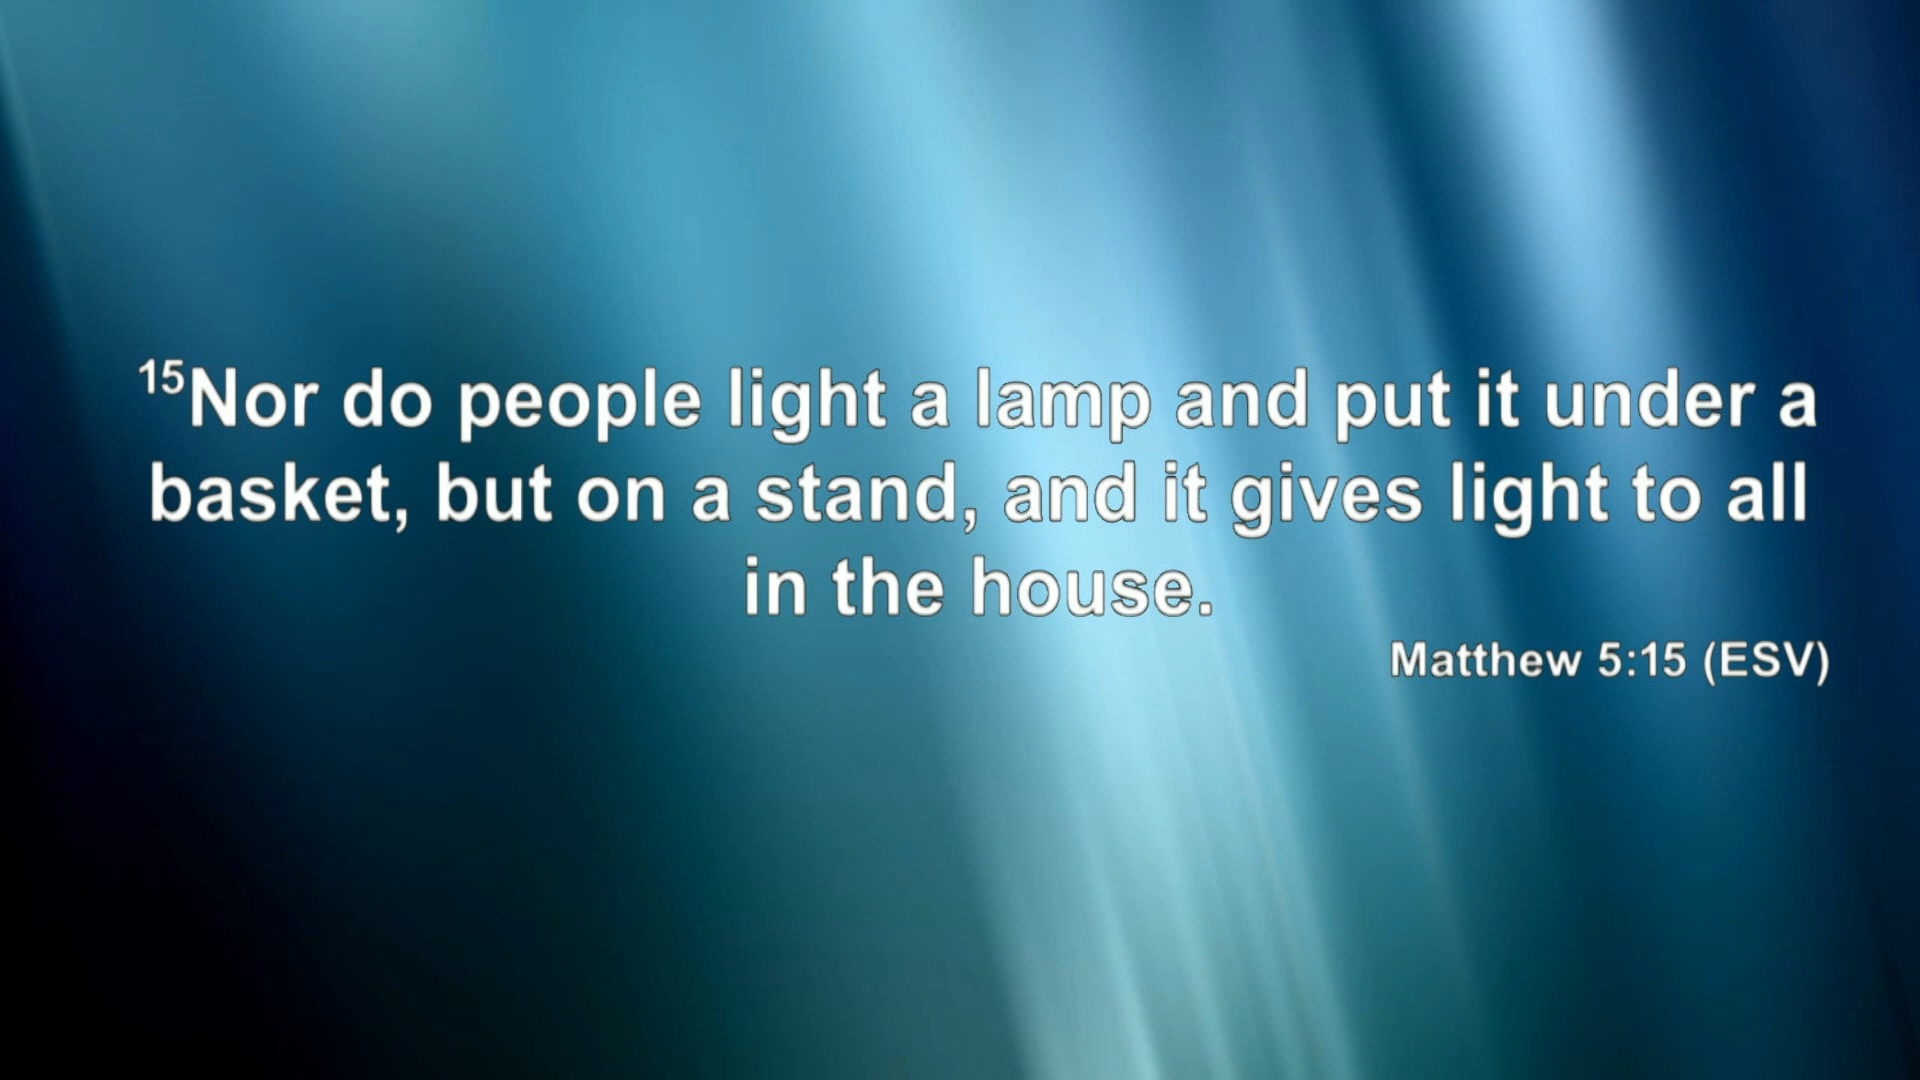 15Nor do people light a lamp and put it under a
basket, but on a stand, and it gives light to all
in the house.
Matthew 5:15 (ESV)